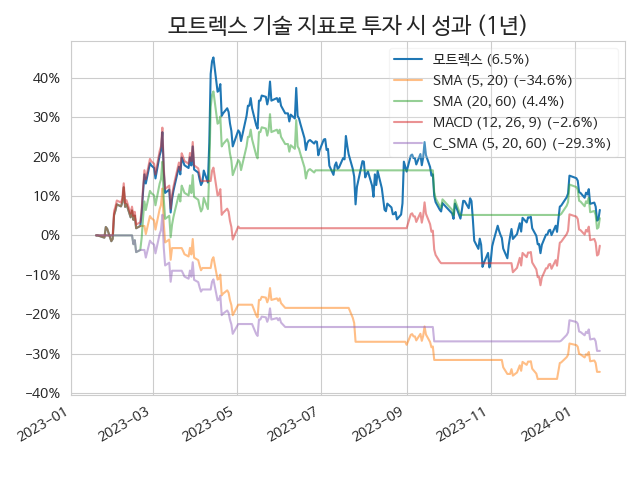 모트렉스 기술 지표로 투자 시 성과 (1년)
모트렉스 (6.5%)
SMA (5, 20) (−34.6%)
SMA (20, 60) (4.4%)
MACD (12, 26, 9) (−2.6%)
C_SMA (5, 20, 60) (−29.3%)
40%
30%
20%
10%
0%
−10%
−20%
−30%
−40%
2023−01
2023−03
2023−05
2023−07
2023−09
2023−11
2024−01